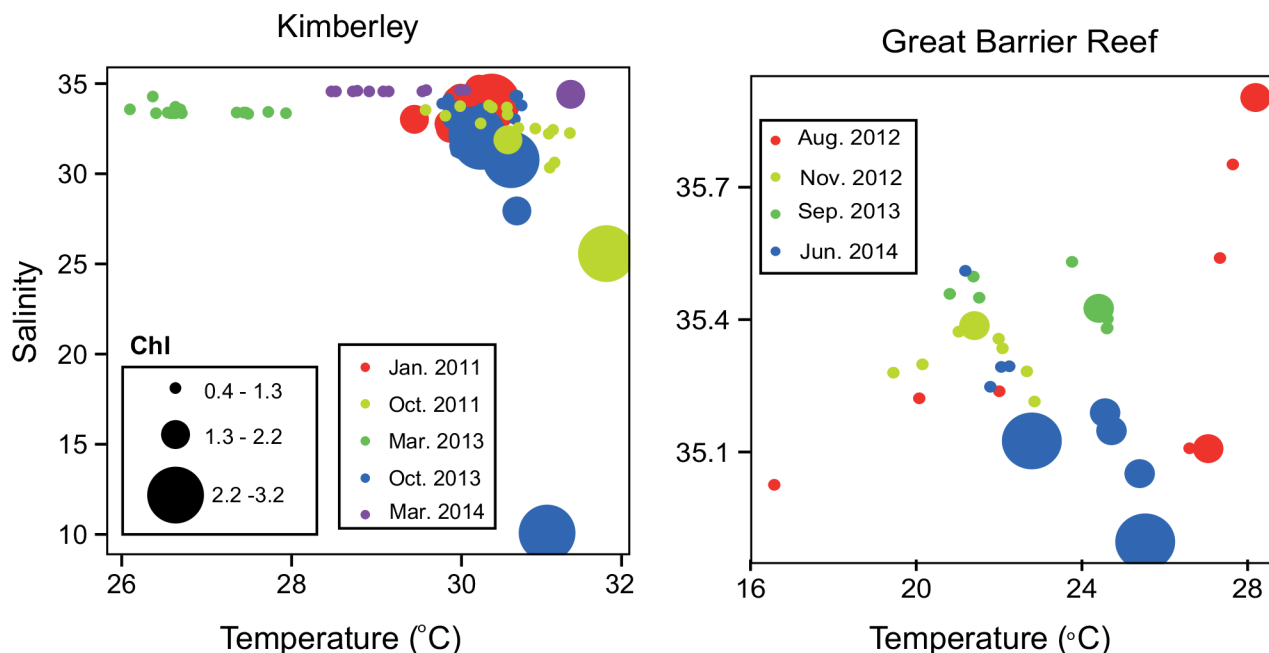 Kimberley
Salinity
35
30
25
20
15
10
Chl
0.4 - 1.3
1.3 - 2.2
2.2 -3.2
Jan. 2011
Oct. 2011
Mar. 2013
Oct. 2013
Mar. 2014
26
28
30
32
Temperature (°C)
Great Barrier Reef
Aug. 2012
Nov. 2012
Sep. 2013
Jun. 2014
35.7
35.4
35.1
16
20
24
28
Temperature (°C)